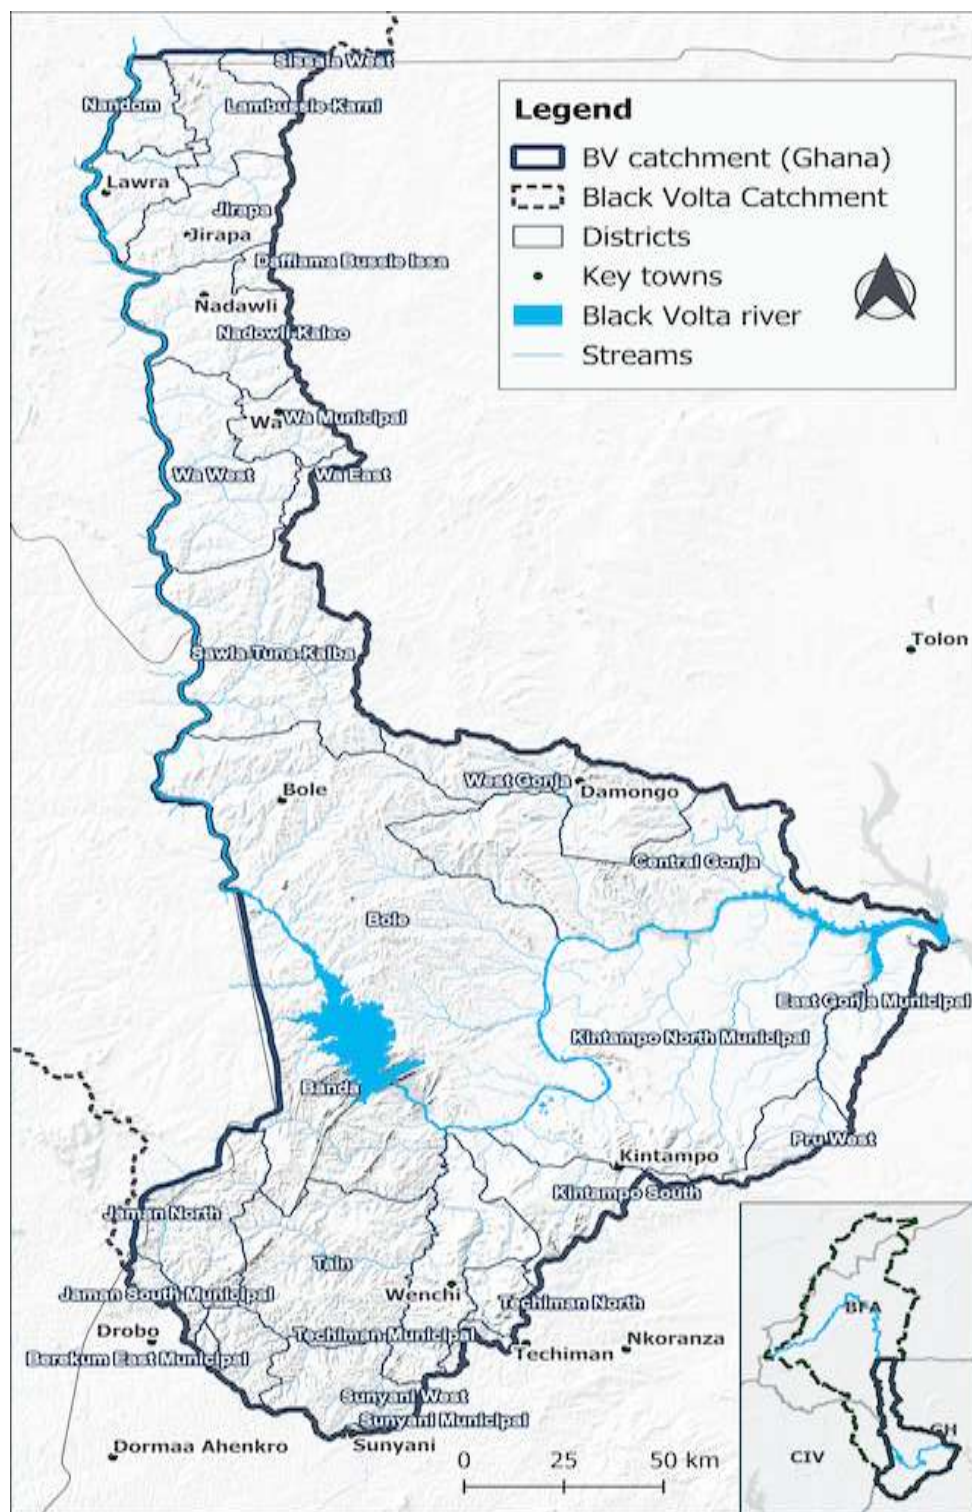 Sissala West
Nandom
Lambussie-Karni
Legend
BV catchment (Ghana)
Black Volta Catchment
Districts
Key towns
Black Volta river
Streams
Lawra
Jirapa
Jirapa
Daffiama Bussie Issa
Nadawli
Nadowli-Kaleo
Wa
Wa Municipal
Wa West
Wa East
Tolon
Sawla-Tuna-Kalba
West Gonja
Damongo
Bole
Central Gonja
Bole
East Gonja Municipal
Kintampo North Municipal
Banda
Pru West
Kintampo
Kintampo South
Jaman North
Tain
Jaman South Municipal
Wenchi
Techiman North
Drobo
Techiman Municipal
Nkoranza
Techiman
Berekum East Municipal
Sunyani West
Sunyani Municipal
Sunyani
Dormaa Ahenkro
0 25 50 km
BFA
GH
CIV